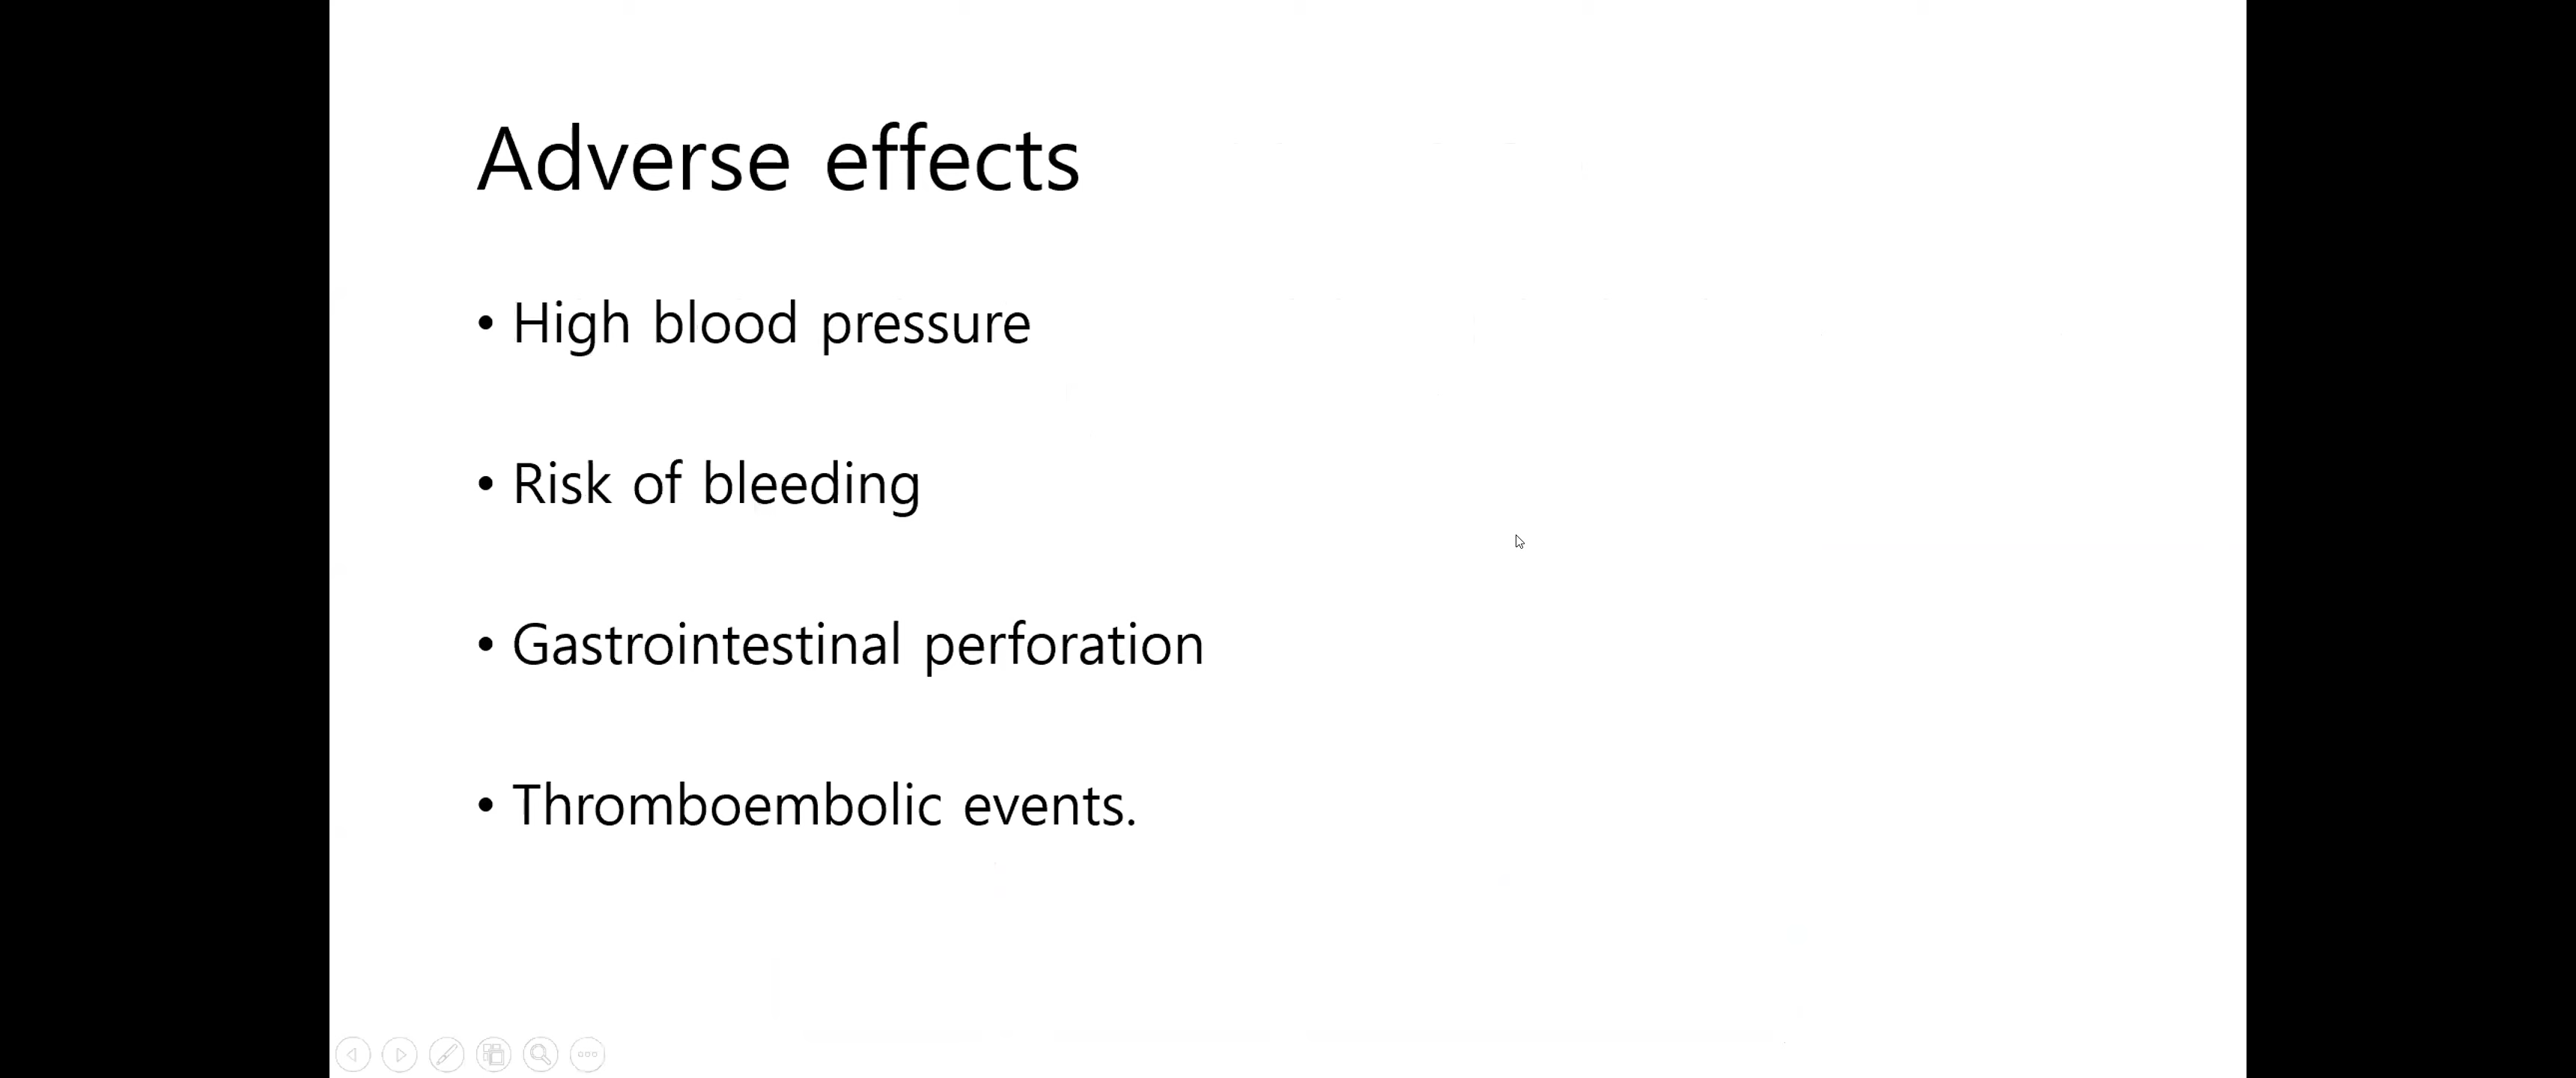 Adverse effects
• High blood pressure
• Risk of bleeding
• Gastrointestinal perforation
• Thromboembolic events.